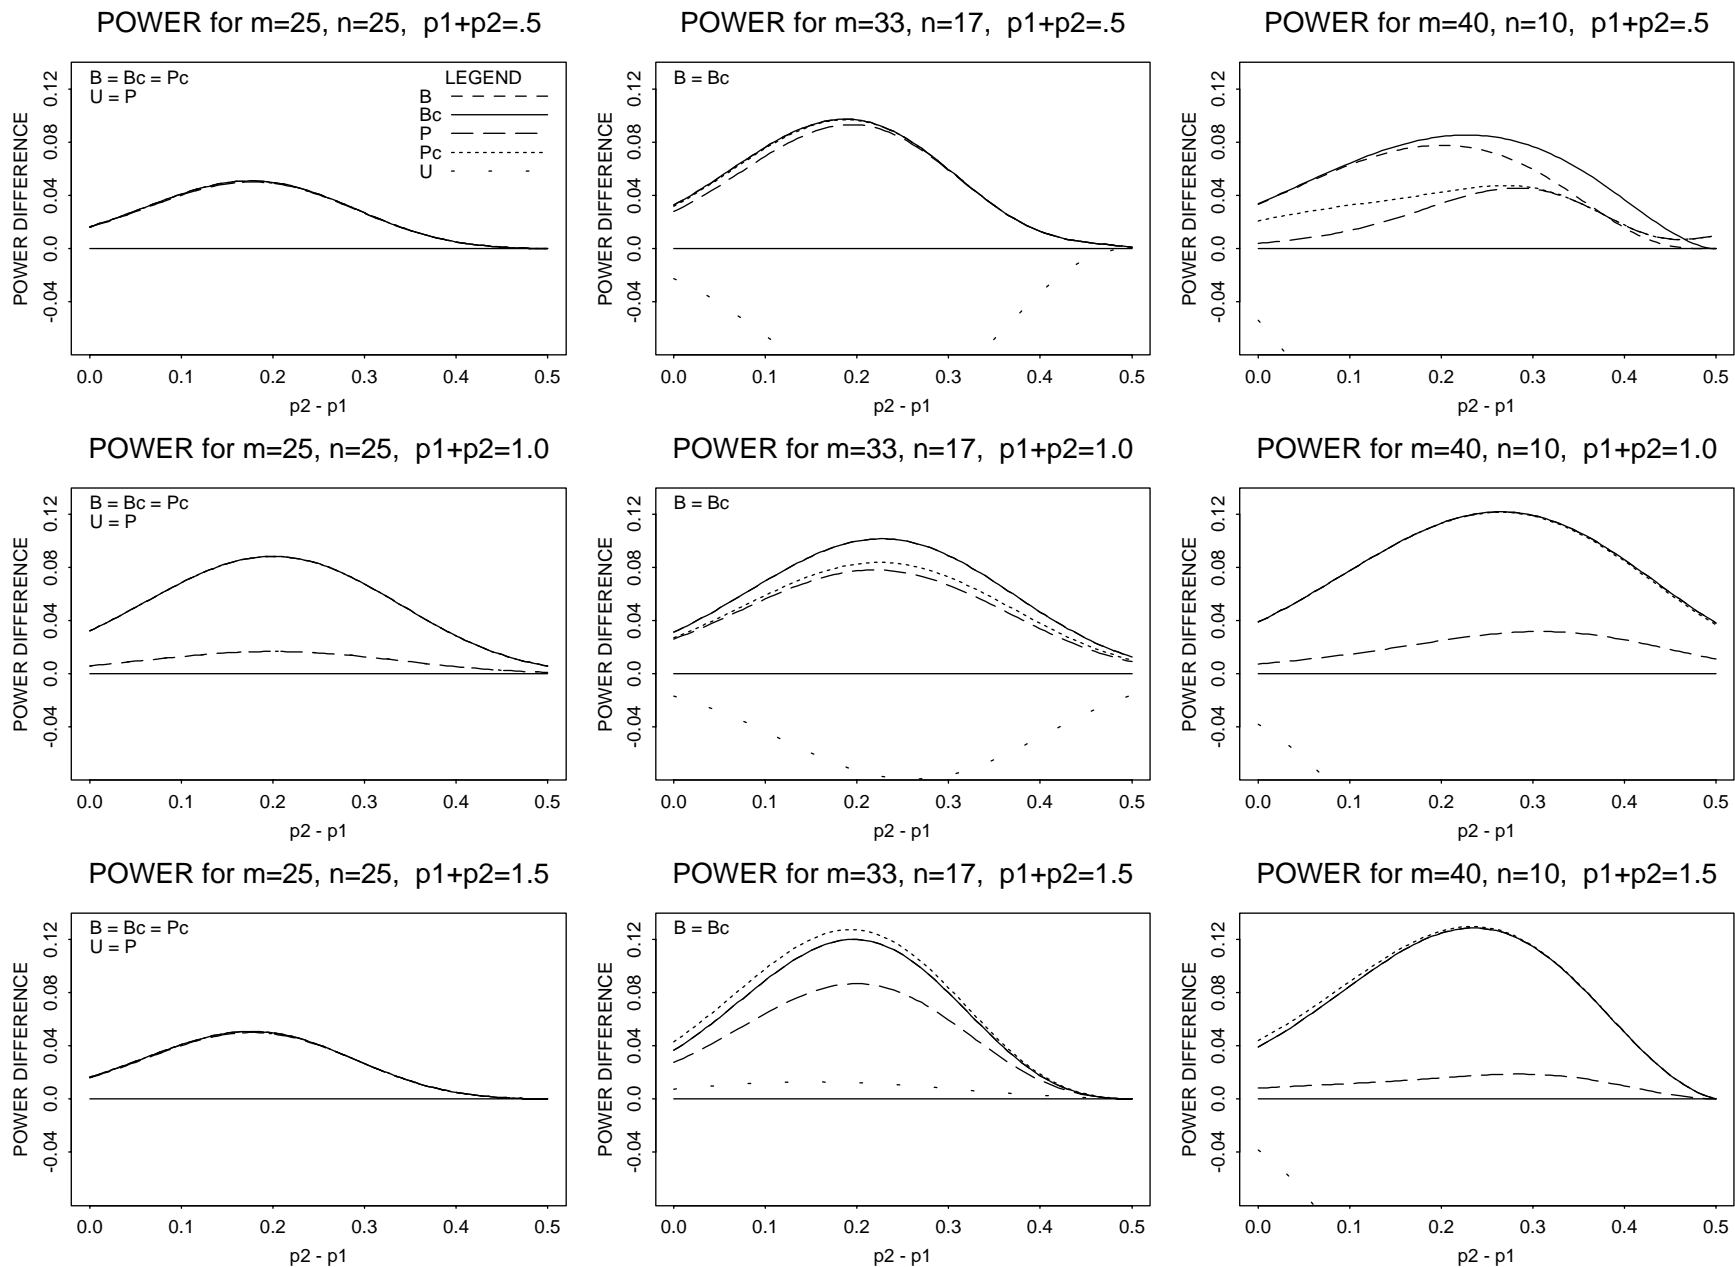 POWER for m=25, n=25, p1+p2=.5
B = Bc = Pc
U = P
LEGEND
B
Bc
P
Pc
U
POWER DIFFERENCE
0.12
0.08
0.04
0.0
-0.04
0.0 0.1 0.2 0.3 0.4 0.5
p2 - p1
POWER for m=33, n=17, p1+p2=.5
B = Bc
POWER DIFFERENCE
0.12
0.08
0.04
0.0
-0.04
0.0 0.1 0.2 0.3 0.4 0.5
p2 - p1
POWER for m=40, n=10, p1+p2=.5
POWER DIFFERENCE
0.12
0.08
0.04
0.0
-0.04
0.0 0.1 0.2 0.3 0.4 0.5
p2 - p1
POWER for m=25, n=25, p1+p2=1.0
B = Bc = Pc
U = P
POWER DIFFERENCE
0.12
0.08
0.04
0.0
-0.04
0.0 0.1 0.2 0.3 0.4 0.5
p2 - p1
POWER for m=33, n=17, p1+p2=1.0
B = Bc
POWER DIFFERENCE
0.12
0.08
0.04
0.0
-0.04
0.0 0.1 0.2 0.3 0.4 0.5
p2 - p1
POWER for m=40, n=10, p1+p2=1.0
POWER DIFFERENCE
0.12
0.08
0.04
0.0
-0.04
0.0 0.1 0.2 0.3 0.4 0.5
p2 - p1
POWER for m=25, n=25, p1+p2=1.5
B = Bc = Pc
U = P
POWER DIFFERENCE
0.12
0.08
0.04
0.0
-0.04
0.0 0.1 0.2 0.3 0.4 0.5
p2 - p1
POWER for m=33, n=17, p1+p2=1.5
B = Bc
POWER DIFFERENCE
0.12
0.08
0.04
0.0
-0.04
0.0 0.1 0.2 0.3 0.4 0.5
p2 - p1
POWER for m=40, n=10, p1+p2=1.5
POWER DIFFERENCE
0.12
0.08
0.04
0.0
-0.04
0.0 0.1 0.2 0.3 0.4 0.5
p2 - p1